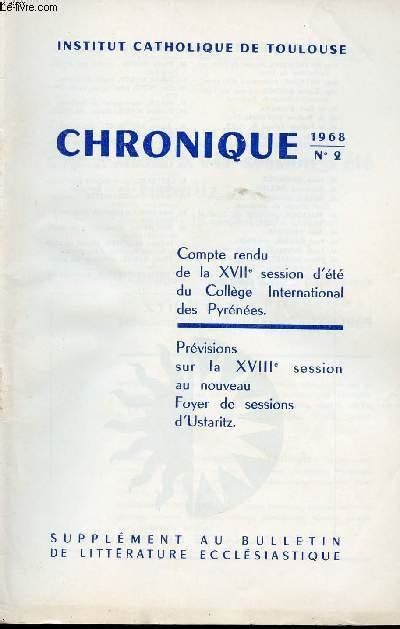 Le-livre.com
INSTITUT CATHOLIQUE DE TOULOUSE
CHRONIQUE 1968
N° 2
Compte rendu
de la XVIIe session d'été
du Collège International
des Pyrénées.
Prévisions
sur la XVIIIe session
au nouveau
Foyer de sessions
d'Ustaritz.
SUPPLÉMENT AU BULLETIN
DE LITTÉRATURE ECCLÉSIASTIQUE